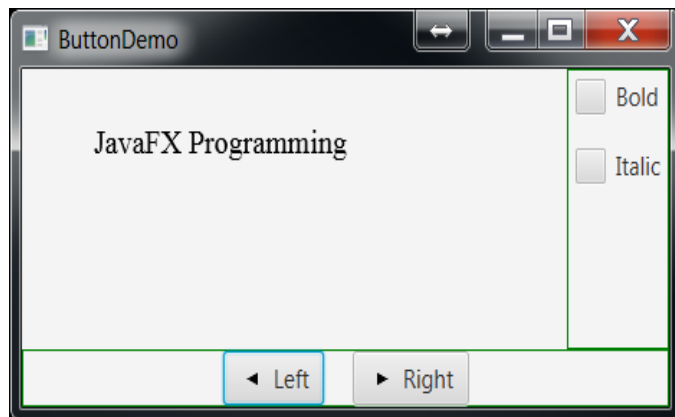 ButtonDemo
Bold
JavaFX Programming
Italic
Left Right